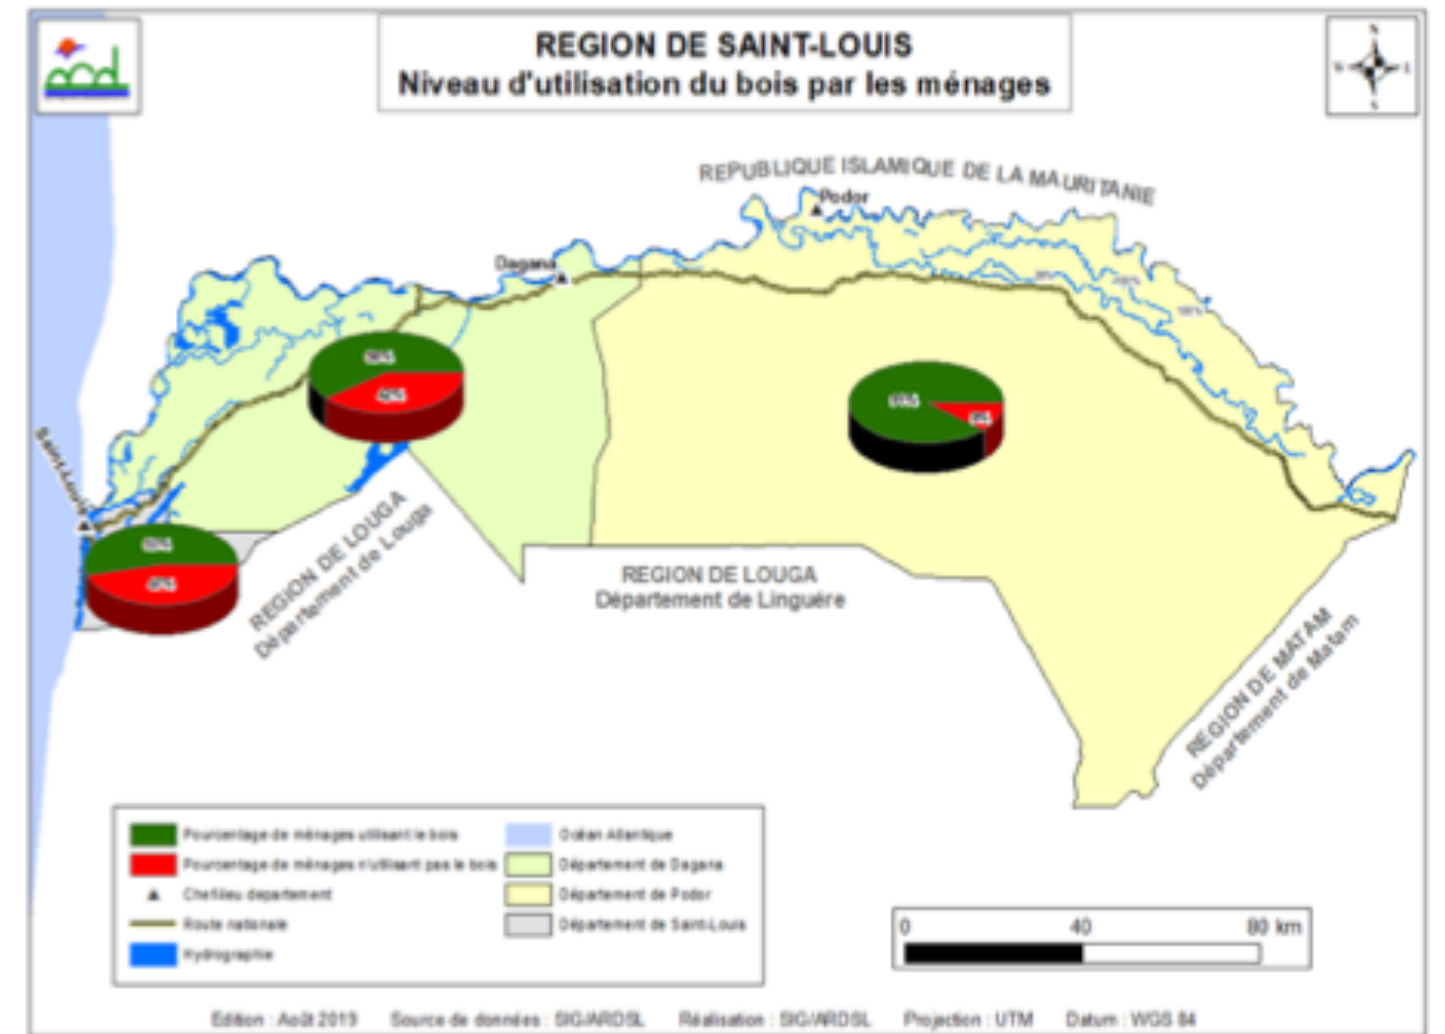 REGION DE SAINT-LOUIS
Niveau d'utilisation du bois par les ménages
N
W
S
REPUBLIQUE ISLAMIQUE DE LA MAURITANIE
Podor
Dagana
Saint-Louis
REGION DE LOUGA
Département de Louga
REGION DE LOUGA
Département de Linguére
REGION DE MATAM
Département de Matam
Pourcentage de ménages utilisant le bois
Pourcentage de ménages n'utilisant pas le bois
Chef-lieu departement
Route nationale
Hydrographie
Océan Atlantique
Département de Dagana
Département de Podor
Département de Saint-Louis
0 40 80 km
Edition : Août 2019 Source de données : SIG/ARDSL Réalisation : SIG/ARDSL Projection : UTM Datum : WGS 84